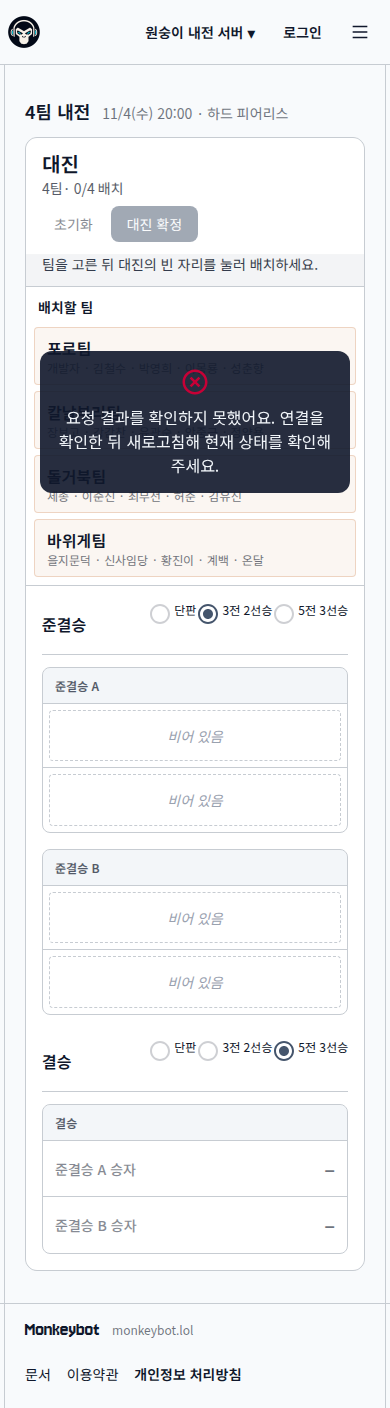 원숭이 내전 서버 ▾ 로그인
4팀 내전 11/4(수) 20:00 · 하드 피어리스
대진
4팀 · 0/4 배치
초기화 대진 확정
팀을 고른 뒤 대진의 빈 자리를 눌러 배치하세요.
배치할 팀
포로팀
요청 결과를 확인하지 못했어요. 연결을
확인한 뒤 새로고침해 현재 상태를 확인해
주세요.
돌거북팀
세종 · 이순신 · 최무선 · 허준 · 김유신
바위게팀
을지문덕 · 신사임당 · 황진이 · 계백 · 온달
준결승 단판 3전 2선승 5전 3선승
준결승 A
비어 있음
비어 있음
준결승 B
비어 있음
비어 있음
결승 단판 3전 2선승 5전 3선승
결승
준결승 A 승자 –
준결승 B 승자 –
Monkeybot monkeybot.lol
문서 이용약관 개인정보 처리방침